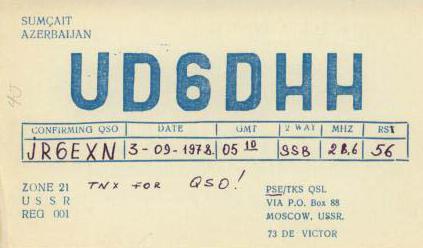 SUMÇAIT
AZERBAIJAN
UD6DHH
CONFIRMING QSO DATE GMT 2 WAY MHZ RST
JR6EXN 3-09-1978. 05 10 SSB 28,6 56
ZONE 21 TNX FOR QSO!
U S S R
REG 001
PSE/TKS QSL
VIA P.O. Box 88
MOSCOW, USSR.
73 DE VICTOR